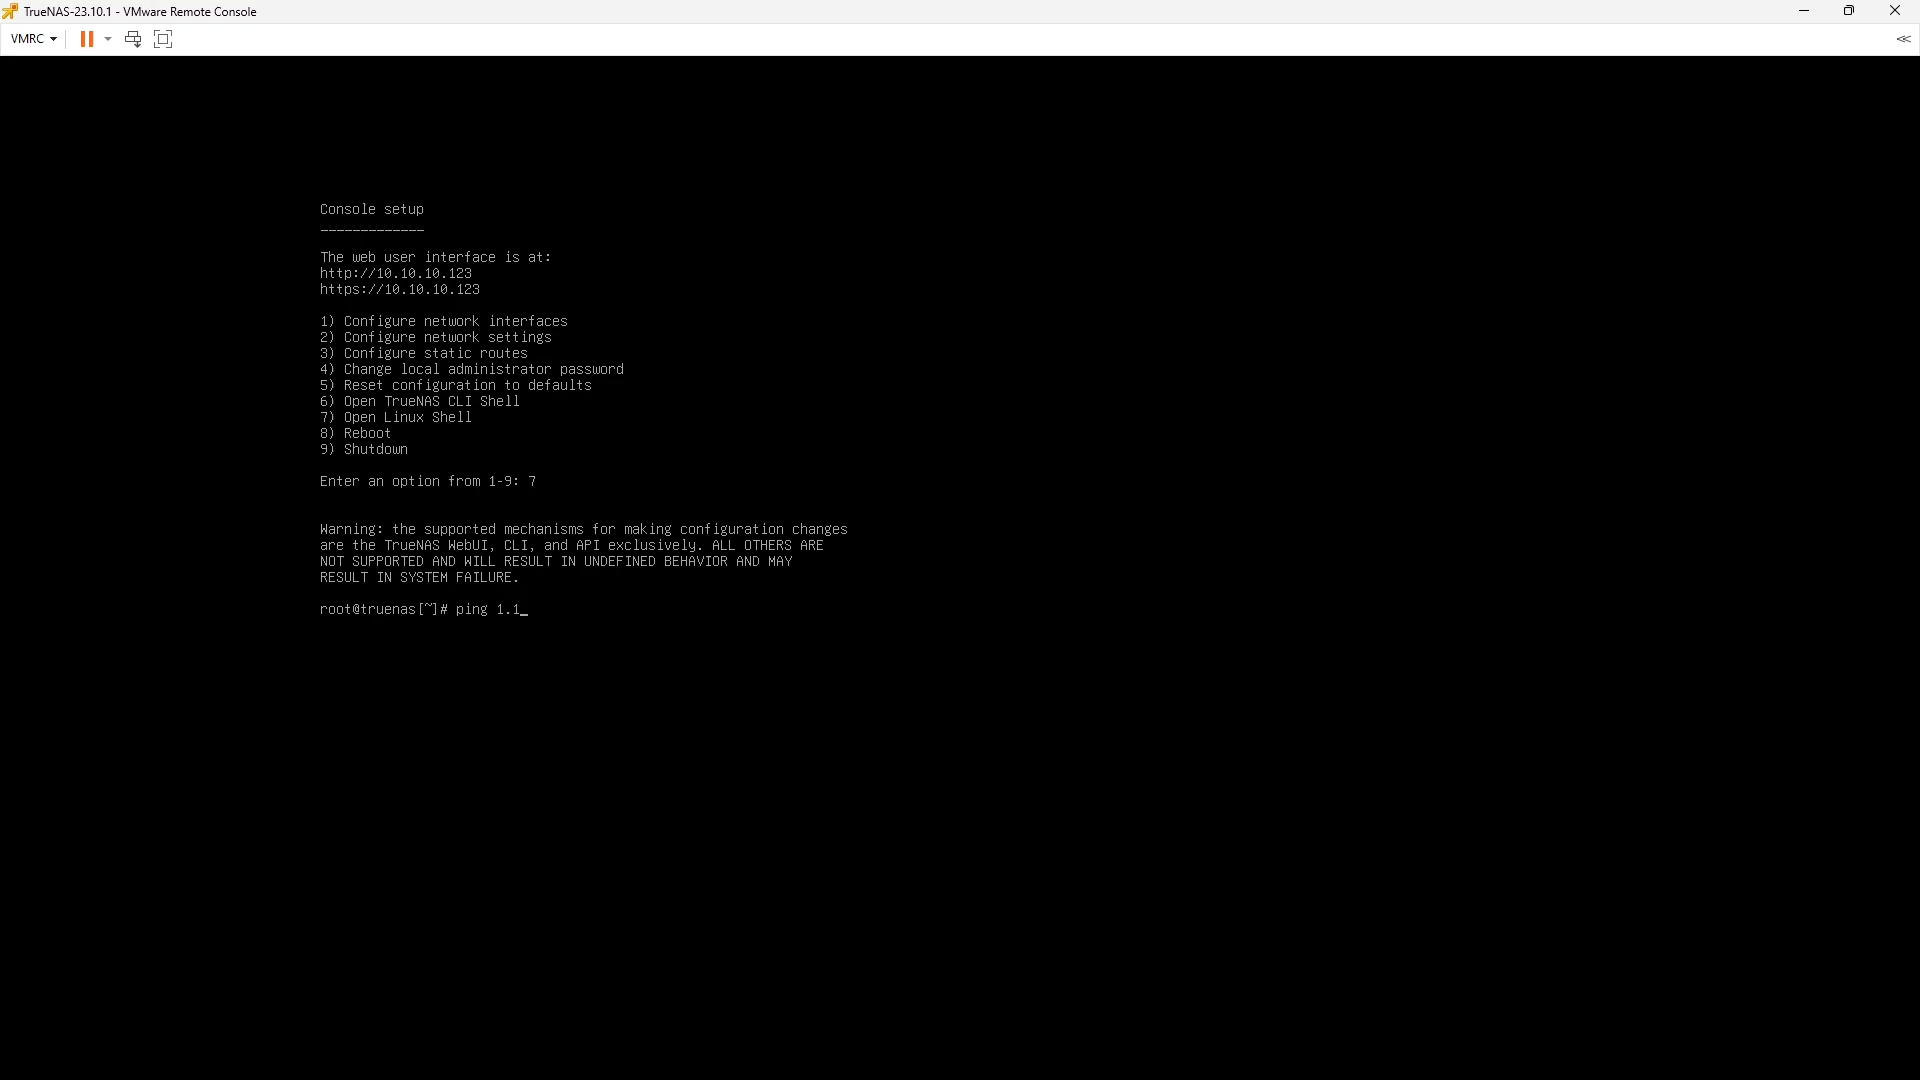 TrueNAS-23.10.1 - VMware Remote Console
VMRC
Console setup
-------------
The web user interface is at:
http://10.10.10.123
https://10.10.10.123
1) Configure network interfaces
2) Configure network settings
3) Configure static routes
4) Change local administrator password
5) Reset configuration to defaults
6) Open TrueNAS CLI Shell
7) Open Linux Shell
8) Reboot
9) Shutdown
Enter an option from 1-9: 7
Warning: the supported mechanisms for making configuration changes
are the TrueNAS WebUI, CLI, and API exclusively. ALL OTHERS ARE
NOT SUPPORTED AND WILL RESULT IN UNDEFINED BEHAVIOR AND MAY
RESULT IN SYSTEM FAILURE.
root@truenas[~]# ping 1.1_